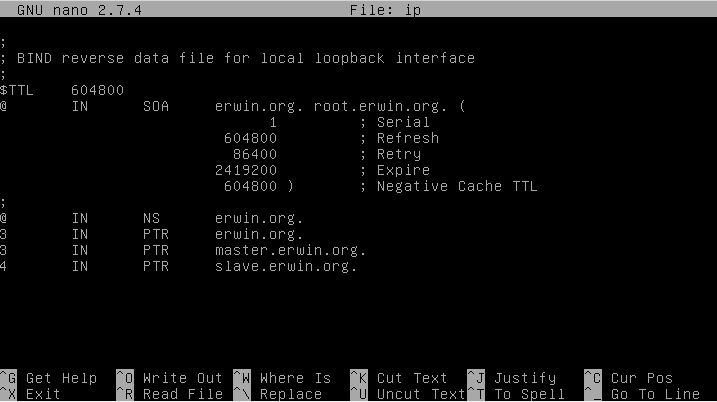 GNU nano 2.7.4                          File: ip
;
; BIND reverse data file for local loopback interface
;
$TTL    604800
@       IN      SOA     erwin.org. root.erwin.org. (
                              1         ; Serial
                         604800         ; Refresh
                          86400         ; Retry
                        2419200         ; Expire
                         604800 )       ; Negative Cache TTL
;
@       IN      NS      erwin.org.
3       IN      PTR     erwin.org.
3       IN      PTR     master.erwin.org.
4       IN      PTR     slave.erwin.org.
^G Get Help  ^O Write Out ^W Where Is  ^K Cut Text  ^J Justify   ^C Cur Pos
^X Exit      ^R Read File ^\ Replace   ^U Uncut Text^T To Spell  ^_ Go To Line